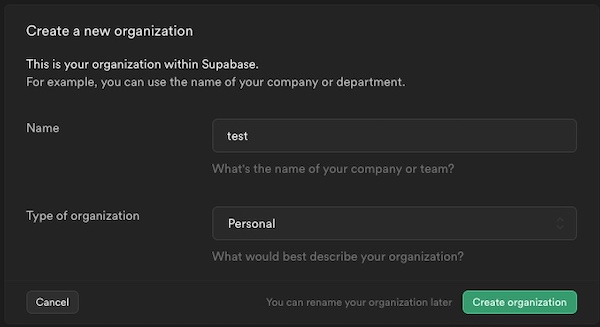 Create a new organization
This is your organization within Supabase.
For example, you can use the name of your company or department.
Name
test
What's the name of your company or team?
Type of organization
Personal
What would best describe your organization?
Cancel
You can rename your organization later
Create organization